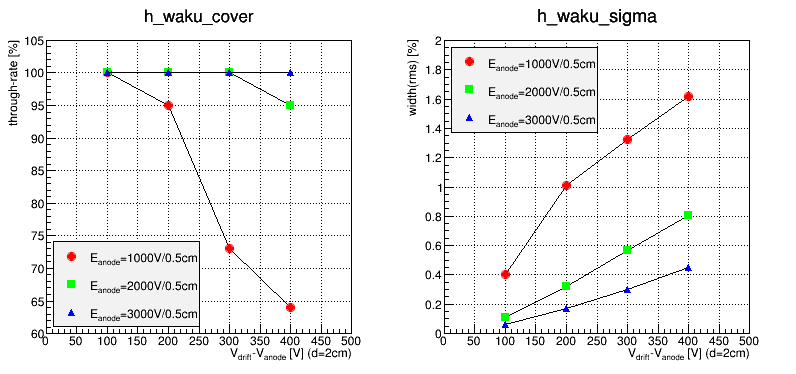 h_waku_cover
through-rate [%]
105
100
95
90
85
80
75
70
65
60
E_anode=1000V/0.5cm
E_anode=2000V/0.5cm
E_anode=3000V/0.5cm
0 50 100 150 200 250 300 350 400 450 500
V_drift-V_anode [V] (d=2cm)
h_waku_sigma
width(rms) [%]
2
1.8
1.6
1.4
1.2
1
0.8
0.6
0.4
0.2
0
E_anode=1000V/0.5cm
E_anode=2000V/0.5cm
E_anode=3000V/0.5cm
0 50 100 150 200 250 300 350 400 450 500
V_drift-V_anode [V] (d=2cm)